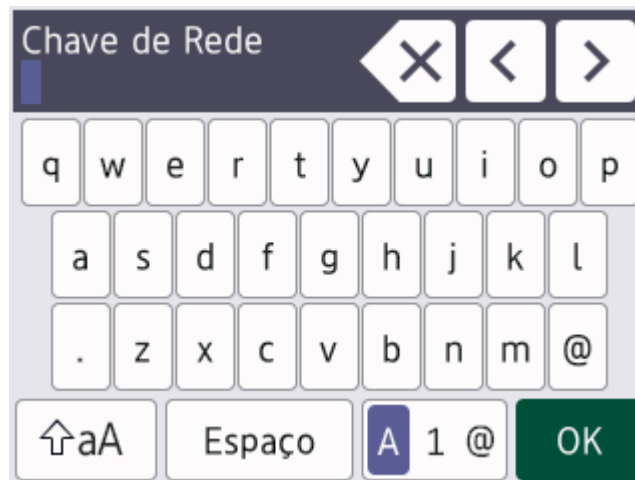 Chave de Rede
q w e r t y u i o p
a s d f g h j k l
. z x c v b n m @
aA Espaço A 1 @ OK